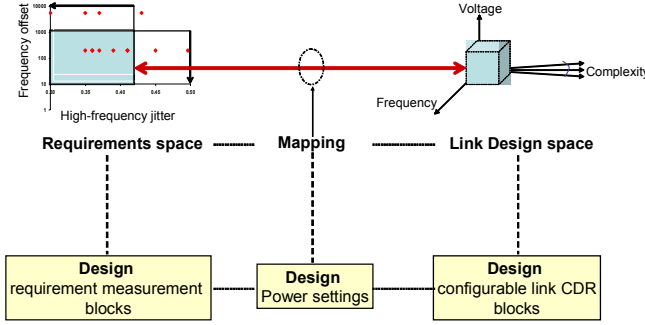 Frequency offset
10000
1000
100
10
1
0.30
0.35
0.40
0.45
0.50
High-frequency jitter
Voltage
Complexity
Frequency
Requirements space
Mapping
Link Design space
Design
requirement measurement
blocks
Design
Power settings
Design
configurable link CDR
blocks